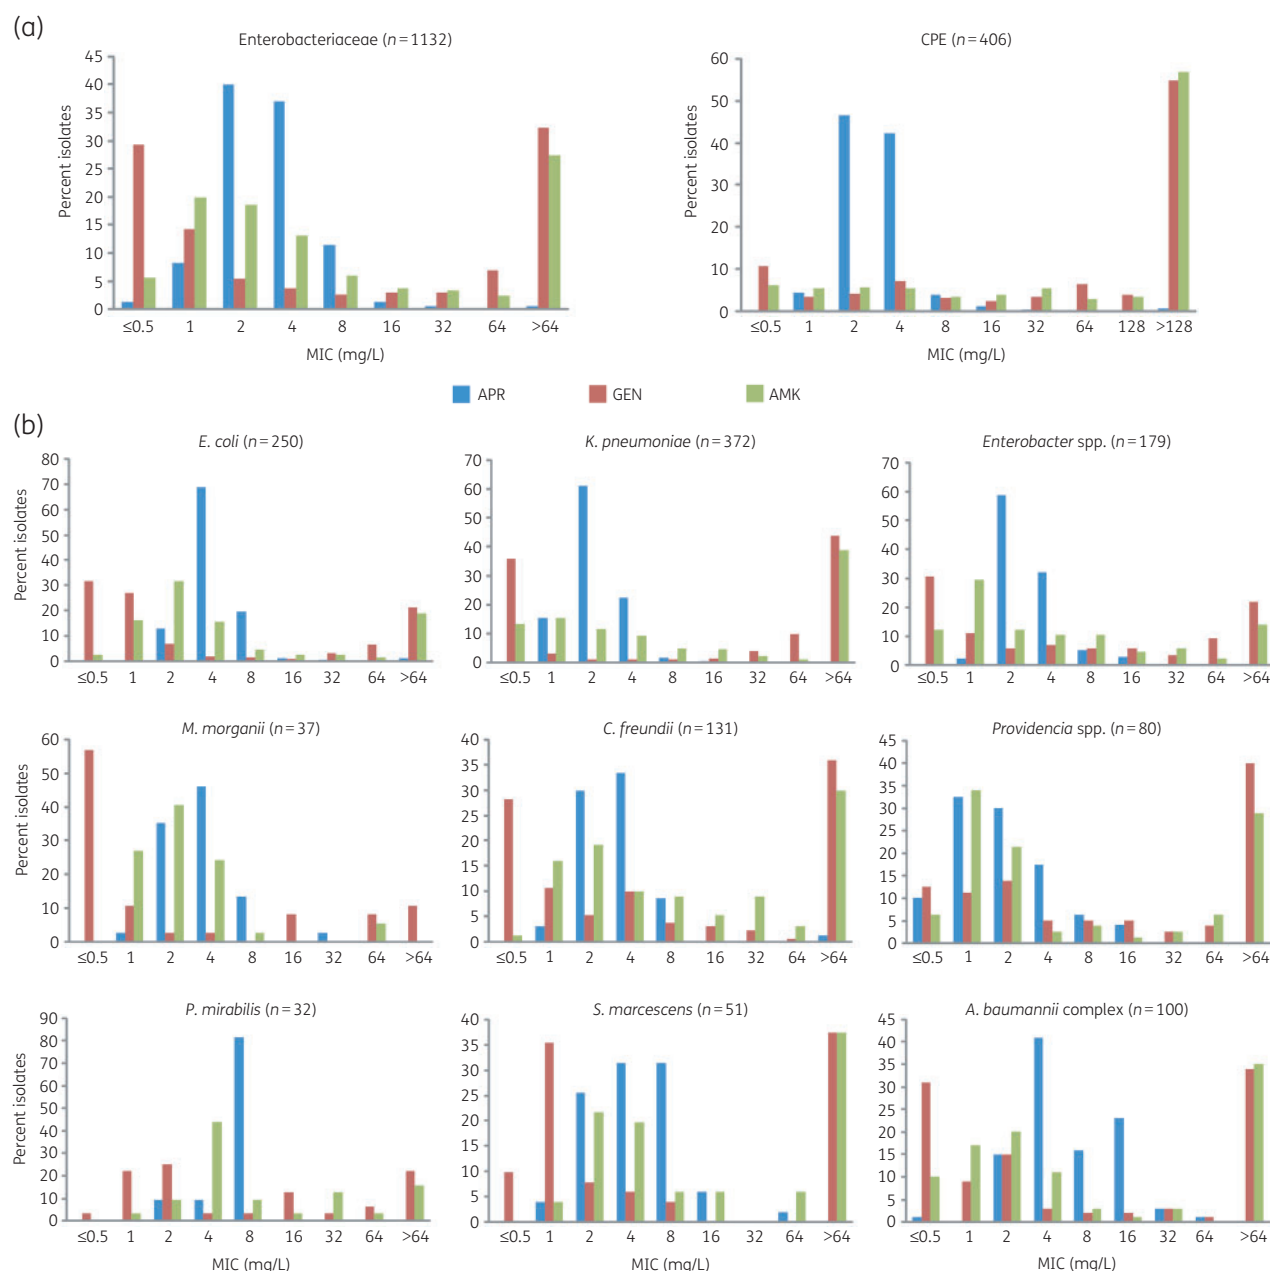 (a)
Enterobacteriaceae (n=1132)
Percent isolates
45
40
35
30
25
20
15
10
5
0
≤0.5 1 2 4 8 16 32 64 >64
MIC (mg/L)
CPE (n=406)
Percent isolates
60
50
40
30
20
10
0
≤0.5 1 2 4 8 16 32 64 128 >128
MIC (mg/L)
APR GEN AMK
(b)
E. coli (n=250)
Percent isolates
80
70
60
50
40
30
20
10
0
≤0.5 1 2 4 8 16 32 64 >64
K. pneumoniae (n=372)
70
60
50
40
30
20
10
0
≤0.5 1 2 4 8 16 32 64 >64
Enterobacter spp. (n=179)
70
60
50
40
30
20
10
0
≤0.5 1 2 4 8 16 32 64 >64
M. morganii (n=37)
Percent isolates
60
50
40
30
20
10
0
≤0.5 1 2 4 8 16 32 64 >64
C. freundii (n=131)
40
35
30
25
20
15
10
5
0
≤0.5 1 2 4 8 16 32 64 >64
Providencia spp. (n=80)
45
40
35
30
25
20
15
10
5
0
≤0.5 1 2 4 8 16 32 64 >64
P. mirabilis (n=32)
Percent isolates
90
80
70
60
50
40
30
20
10
0
≤0.5 1 2 4 8 16 32 64 >64
MIC (mg/L)
S. marcescens (n=51)
40
35
30
25
20
15
10
5
0
≤0.5 1 2 4 8 16 32 64 >64
MIC (mg/L)
A. baumannii complex (n=100)
45
40
35
30
25
20
15
10
5
0
≤0.5 1 2 4 8 16 32 64 >64
MIC (mg/L)